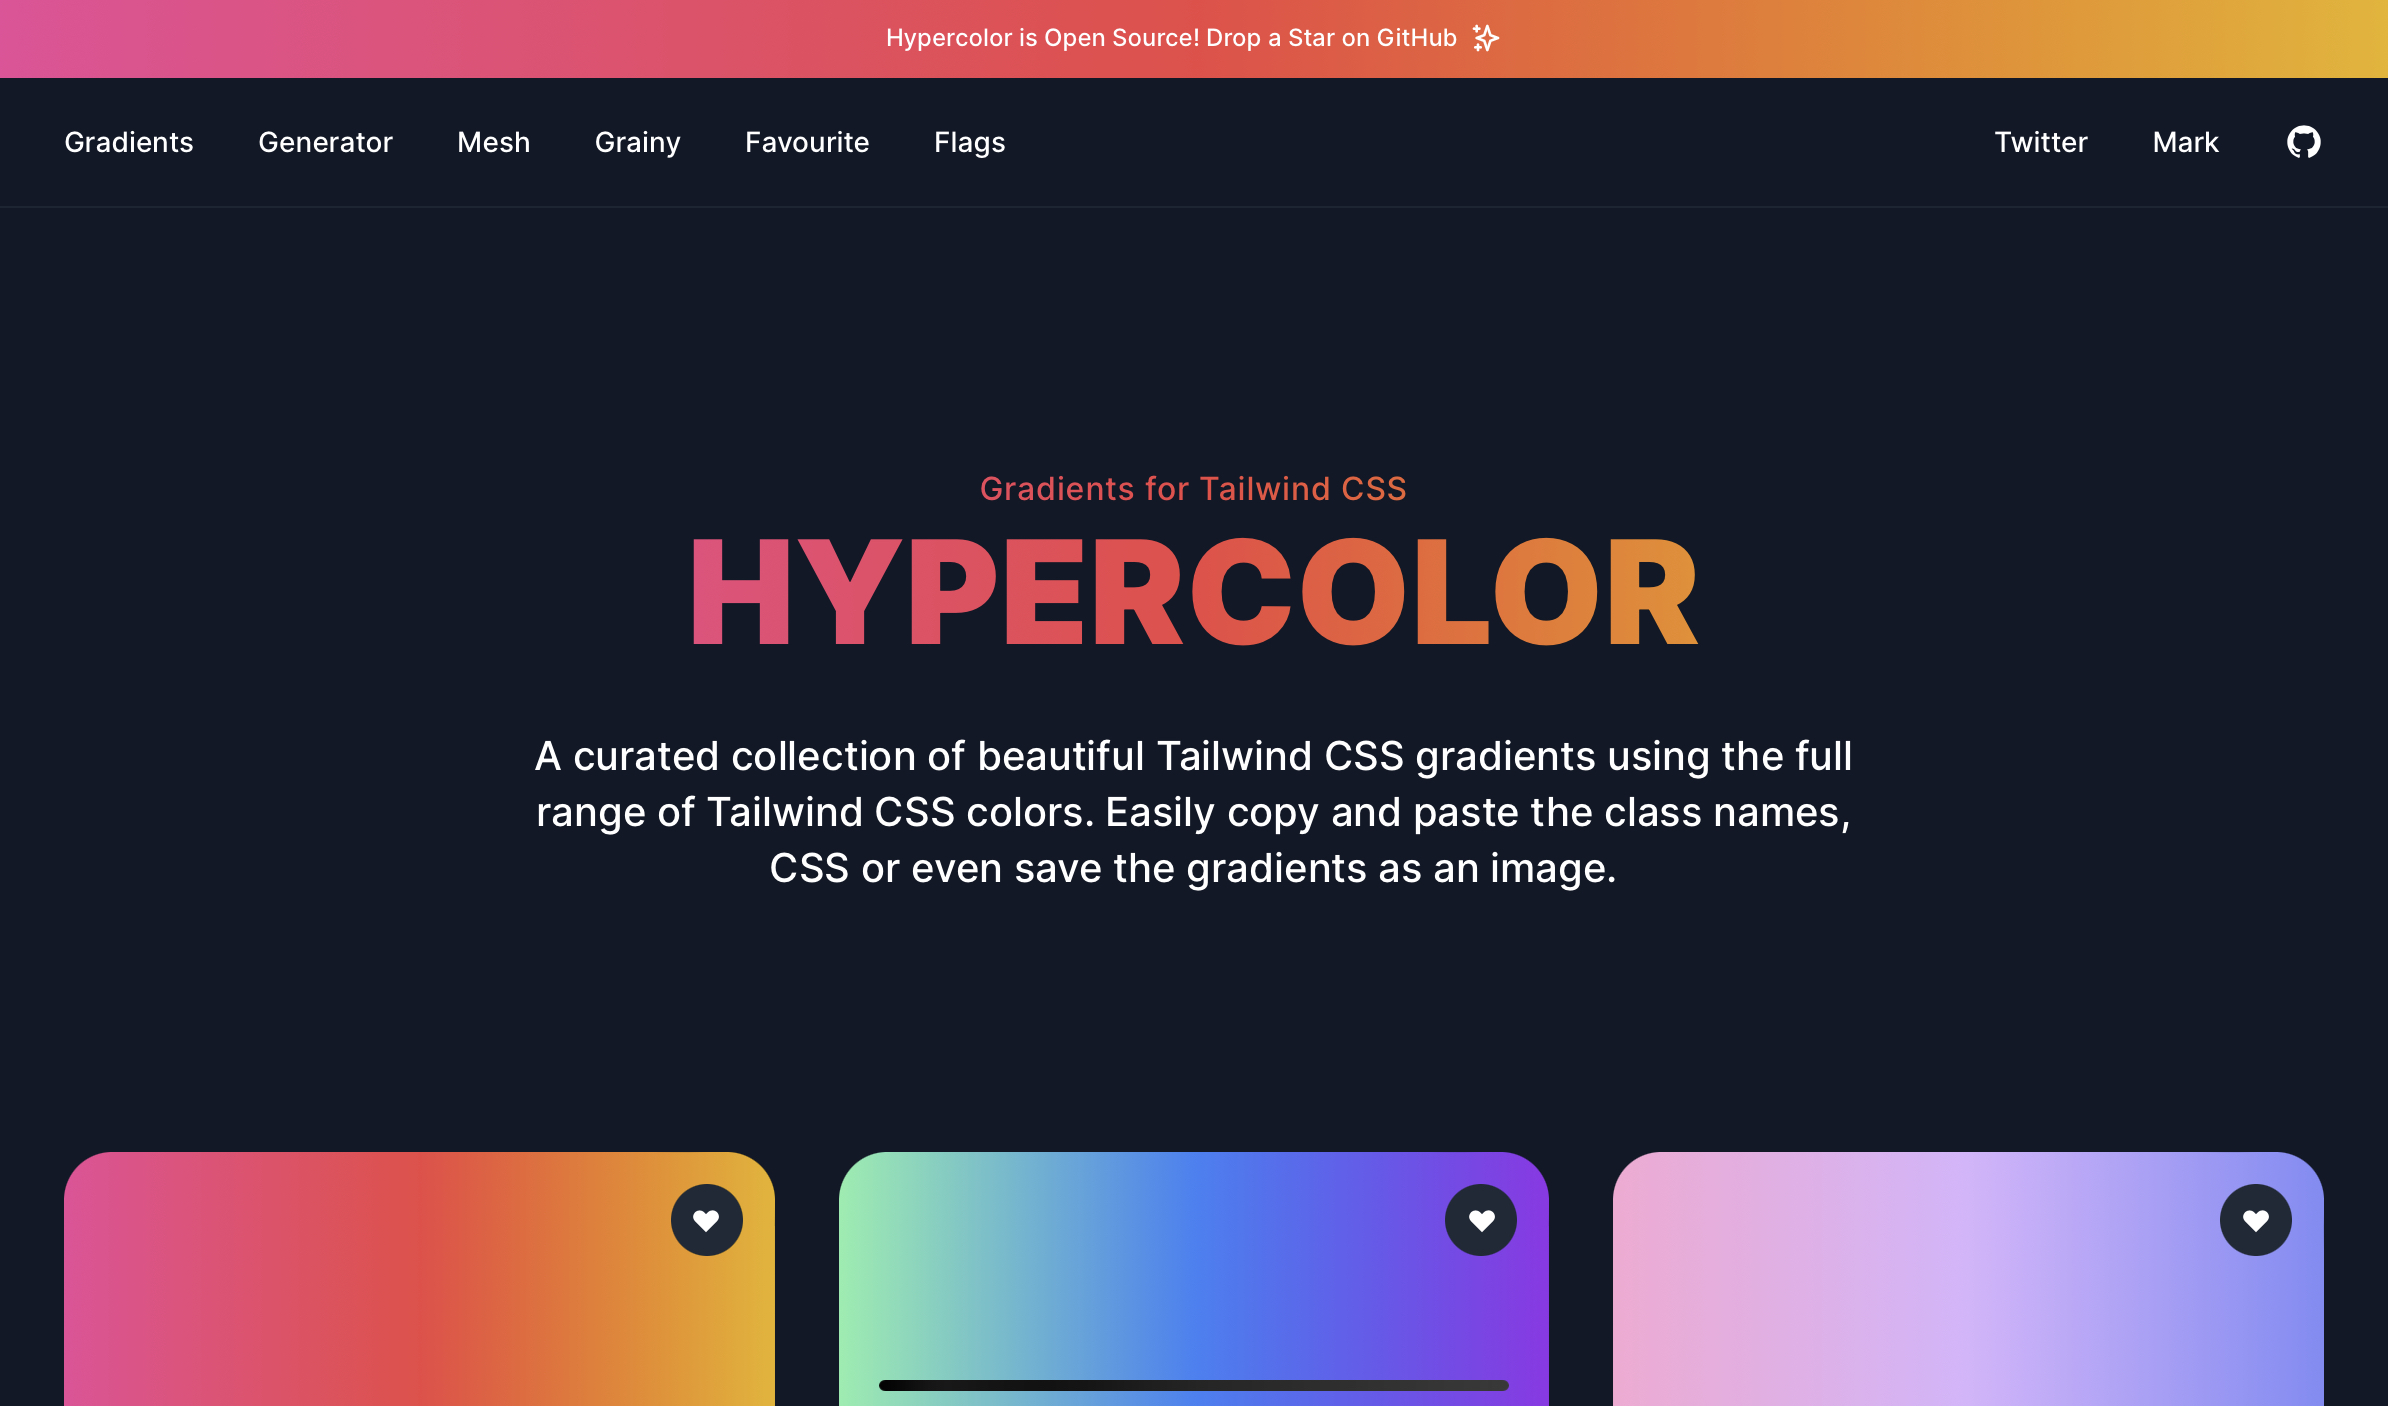 Hypercolor is Open Source! Drop a Star on GitHub
Gradients Generator Mesh Grainy Favourite Flags Twitter Mark
Gradients for Tailwind CSS
HYPERCOLOR
A curated collection of beautiful Tailwind CSS gradients using the full
range of Tailwind CSS colors. Easily copy and paste the class names,
CSS or even save the gradients as an image.